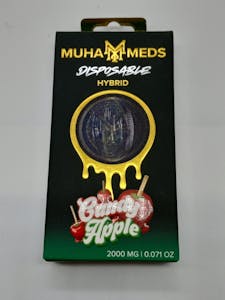 MUHA MEDS
DISPOSABLE
HYBRID
Candy
Apple
2000 MG | 0.071 OZ